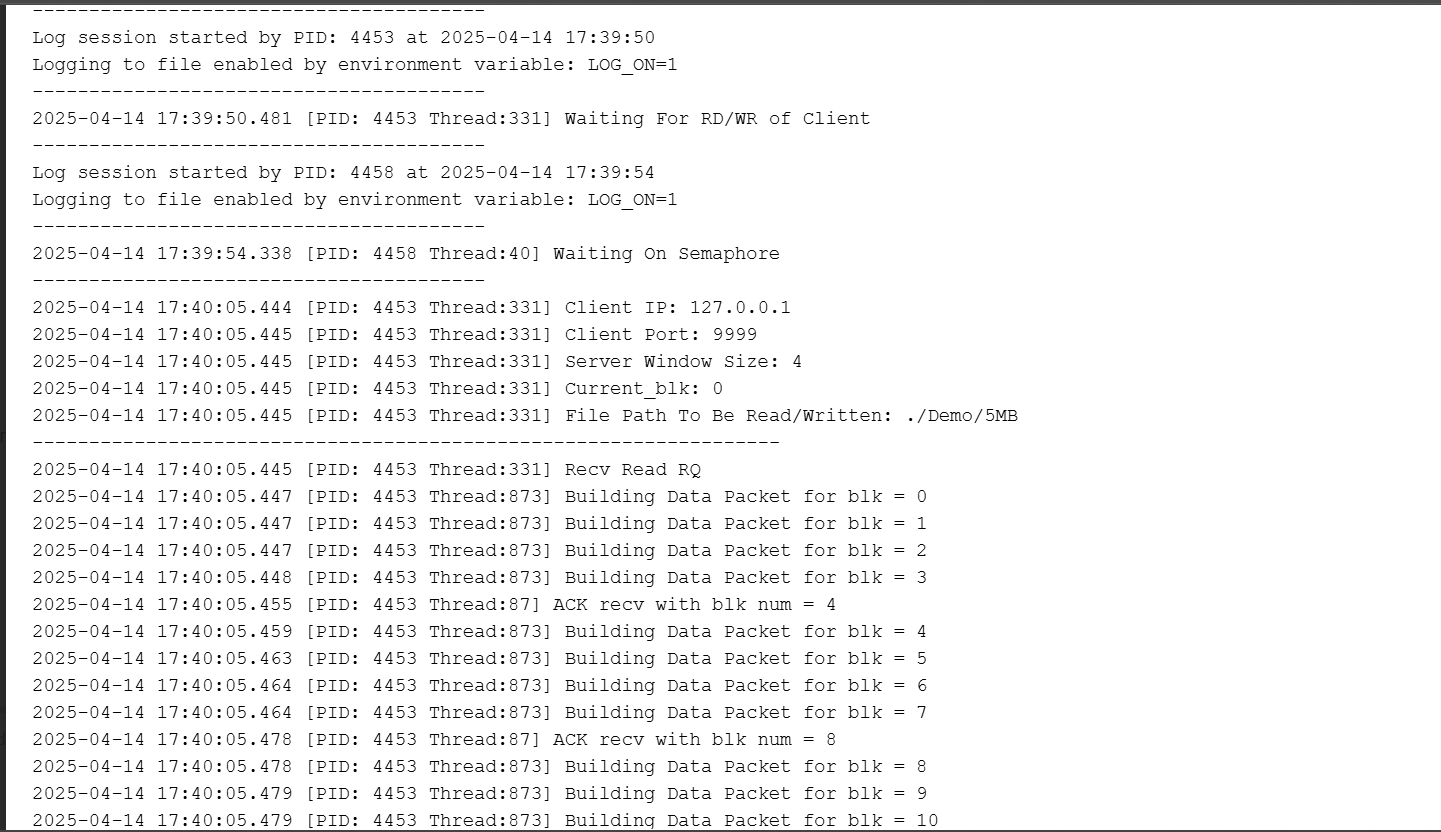 ----------------------------------------
Log session started by PID: 4453 at 2025-04-14 17:39:50
Logging to file enabled by environment variable: LOG_ON=1
----------------------------------------
2025-04-14 17:39:50.481 [PID: 4453 Thread:331] Waiting For RD/WR of Client
----------------------------------------
Log session started by PID: 4458 at 2025-04-14 17:39:54
Logging to file enabled by environment variable: LOG_ON=1
----------------------------------------
2025-04-14 17:39:54.338 [PID: 4458 Thread:40] Waiting On Semaphore
----------------------------------------
2025-04-14 17:40:05.444 [PID: 4453 Thread:331] Client IP: 127.0.0.1
2025-04-14 17:40:05.445 [PID: 4453 Thread:331] Client Port: 9999
2025-04-14 17:40:05.445 [PID: 4453 Thread:331] Server Window Size: 4
2025-04-14 17:40:05.445 [PID: 4453 Thread:331] Current_blk: 0
2025-04-14 17:40:05.445 [PID: 4453 Thread:331] File Path To Be Read/Written: ./Demo/5MB
------------------------------------------------------------------
2025-04-14 17:40:05.445 [PID: 4453 Thread:331] Recv Read RQ
2025-04-14 17:40:05.447 [PID: 4453 Thread:873] Building Data Packet for blk = 0
2025-04-14 17:40:05.447 [PID: 4453 Thread:873] Building Data Packet for blk = 1
2025-04-14 17:40:05.447 [PID: 4453 Thread:873] Building Data Packet for blk = 2
2025-04-14 17:40:05.448 [PID: 4453 Thread:873] Building Data Packet for blk = 3
2025-04-14 17:40:05.455 [PID: 4453 Thread:87] ACK recv with blk num = 4
2025-04-14 17:40:05.459 [PID: 4453 Thread:873] Building Data Packet for blk = 4
2025-04-14 17:40:05.463 [PID: 4453 Thread:873] Building Data Packet for blk = 5
2025-04-14 17:40:05.464 [PID: 4453 Thread:873] Building Data Packet for blk = 6
2025-04-14 17:40:05.464 [PID: 4453 Thread:873] Building Data Packet for blk = 7
2025-04-14 17:40:05.478 [PID: 4453 Thread:87] ACK recv with blk num = 8
2025-04-14 17:40:05.478 [PID: 4453 Thread:873] Building Data Packet for blk = 8
2025-04-14 17:40:05.479 [PID: 4453 Thread:873] Building Data Packet for blk = 9
2025-04-14 17:40:05.479 [PID: 4453 Thread:873] Building Data Packet for blk = 10